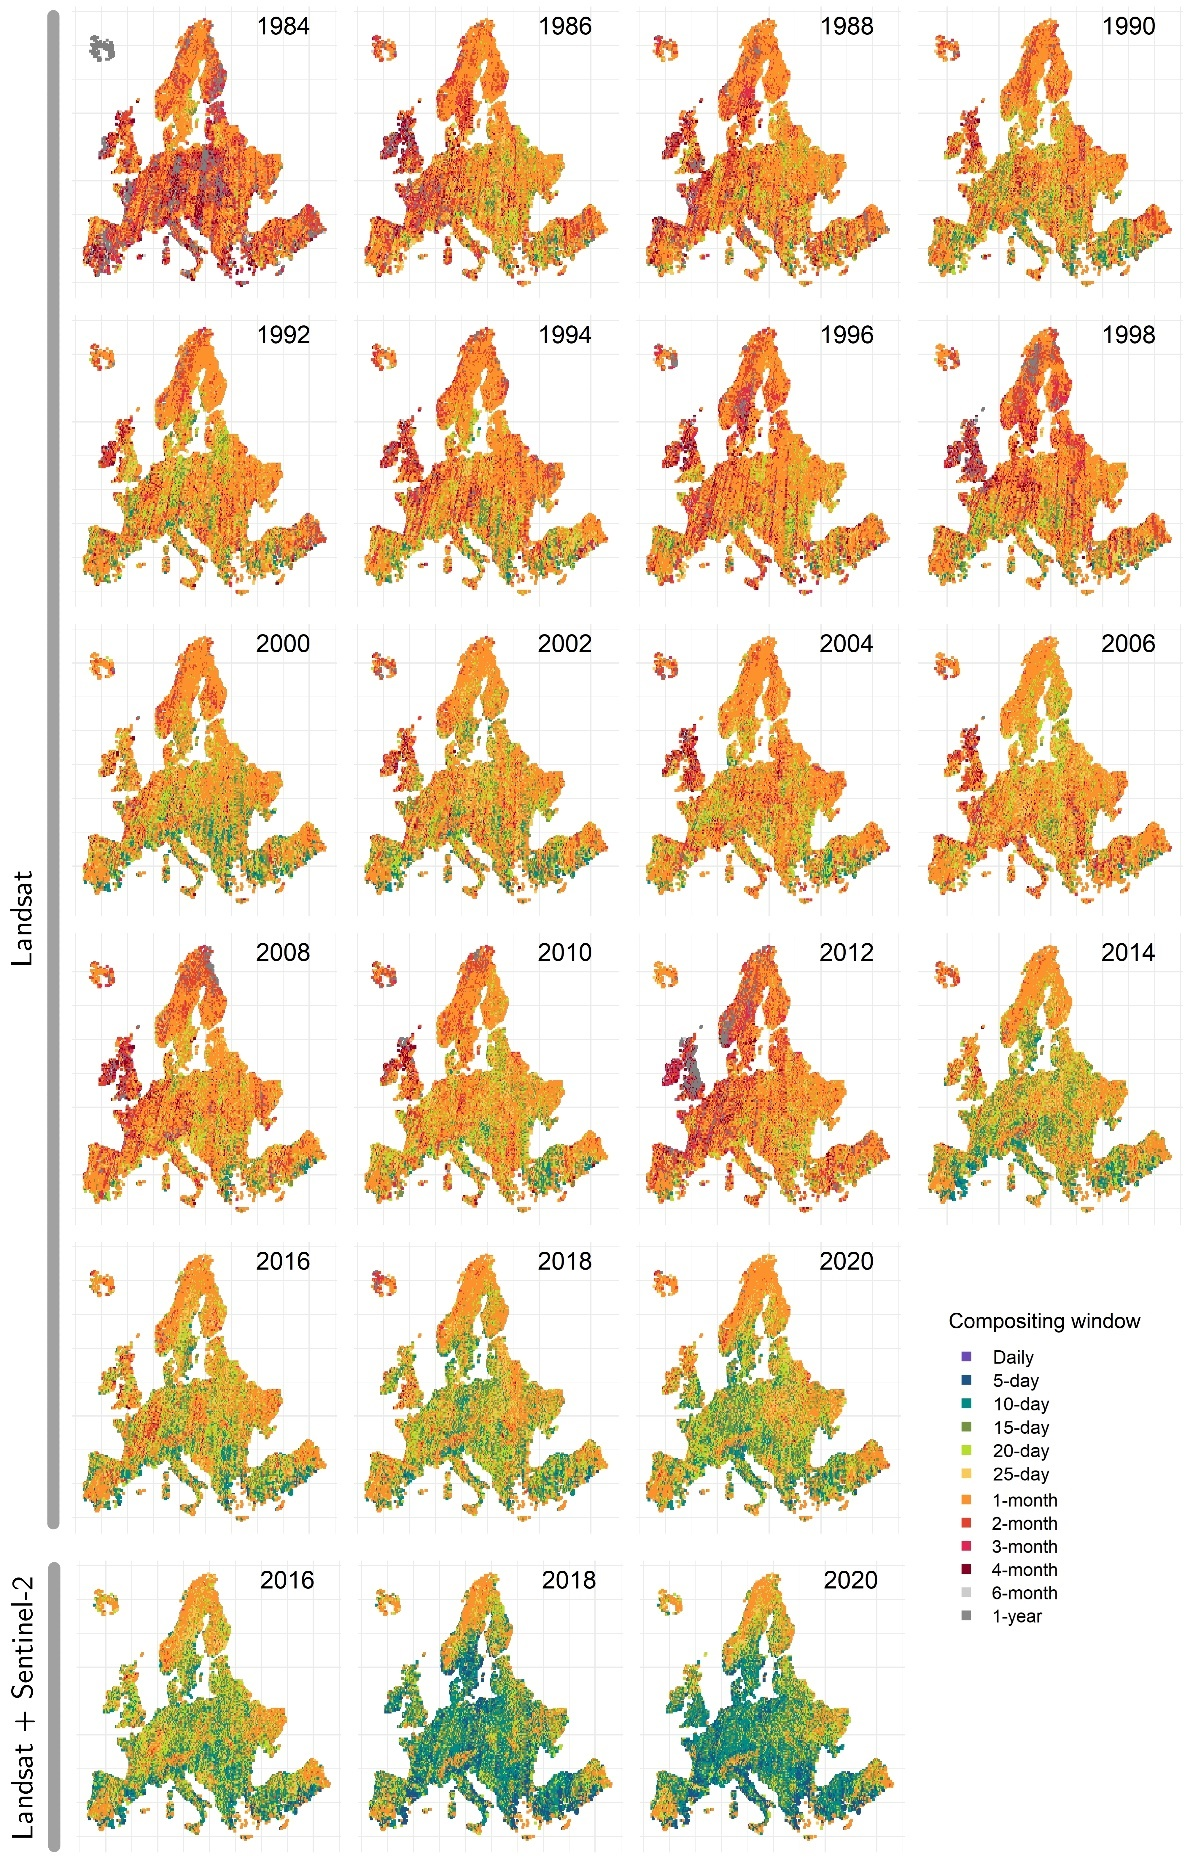 1984
1986
1988
1990
1992
1994
1996
1998
2000
2002
2004
2006
Landsat
2008
2010
2012
2014
2016
2018
2020
Compositing window
Daily
5-day
10-day
15-day
20-day
25-day
1-month
2-month
3-month
4-month
6-month
1-year
Landsat + Sentinel-2
2016
2018
2020